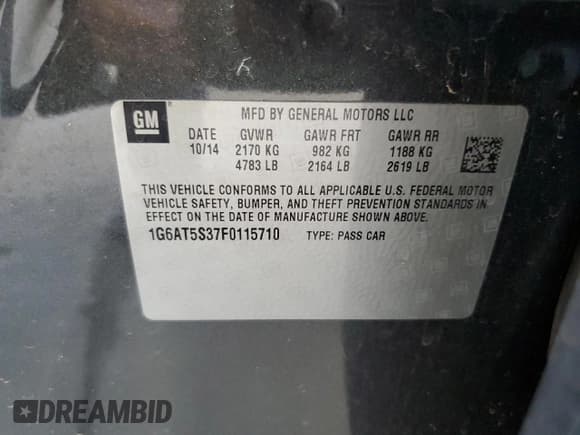 GM
MFD BY GENERAL MOTORS LLC
DATE GVWR GAWR FRT GAWR RR
10/14 2170 KG 982 KG 1188 KG
4783 LB 2164 LB 2619 LB
THIS VEHICLE CONFORMS TO ALL APPLICABLE U.S. FEDERAL MOTOR
VEHICLE SAFETY, BUMPER, AND THEFT PREVENTION STANDARDS IN
EFFECT ON THE DATE OF MANUFACTURE SHOWN ABOVE.
1G6AT5S37F0115710 TYPE: PASS CAR
DREAMBID